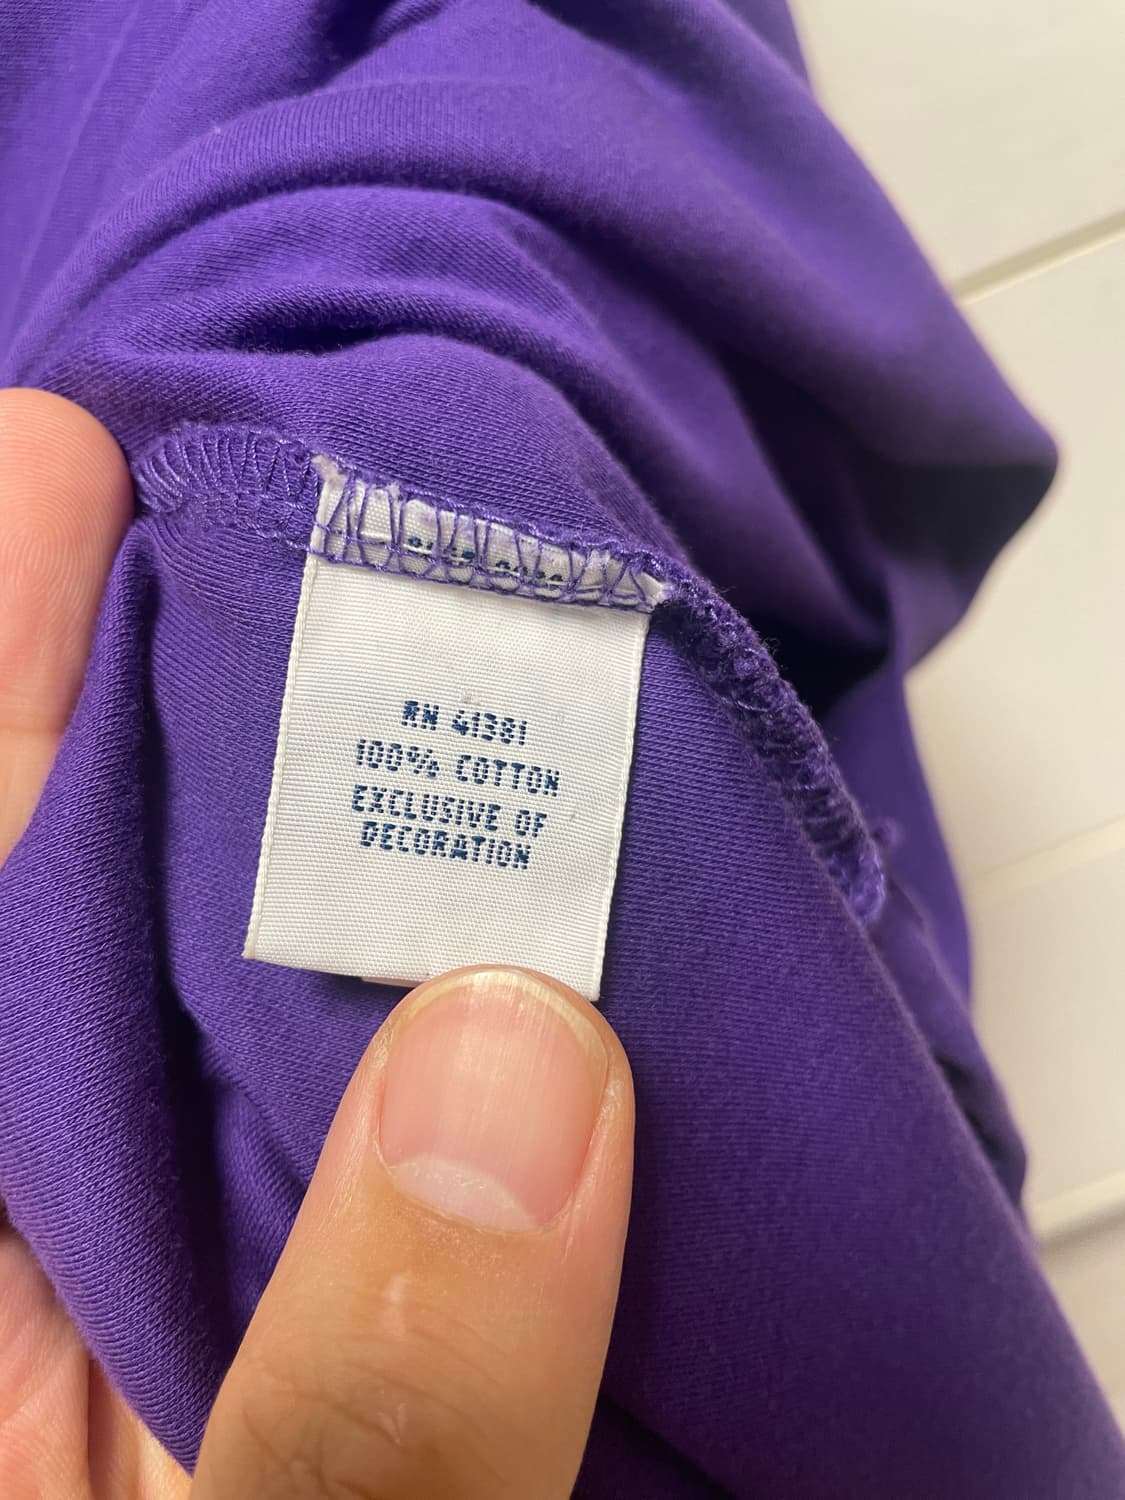 RN 41381
100% COTTON
EXCLUSIVE OF
DECORATION